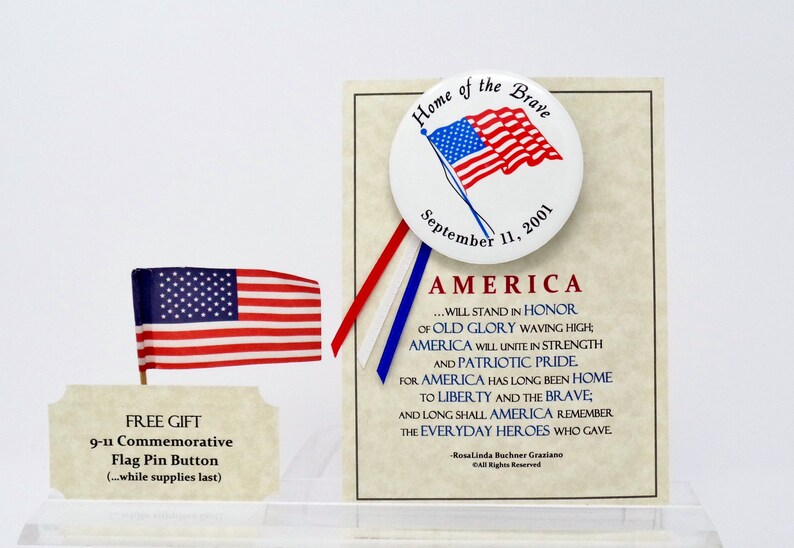 Home of the Brave
September 11, 2001
AMERICA
...WILL STAND IN HONOR
OF OLD GLORY WAVING HIGH;
AMERICA WILL UNITE IN STRENGTH
AND PATRIOTIC PRIDE.
FOR AMERICA HAS LONG BEEN HOME
TO LIBERTY AND THE BRAVE;
AND LONG SHALL AMERICA REMEMBER
THE EVERYDAY HEROES WHO GAVE.
-RosaLinda Buchner Graziano
©All Rights Reserved
FREE GIFT
9-11 Commemorative
Flag Pin Button
(...while supplies last)